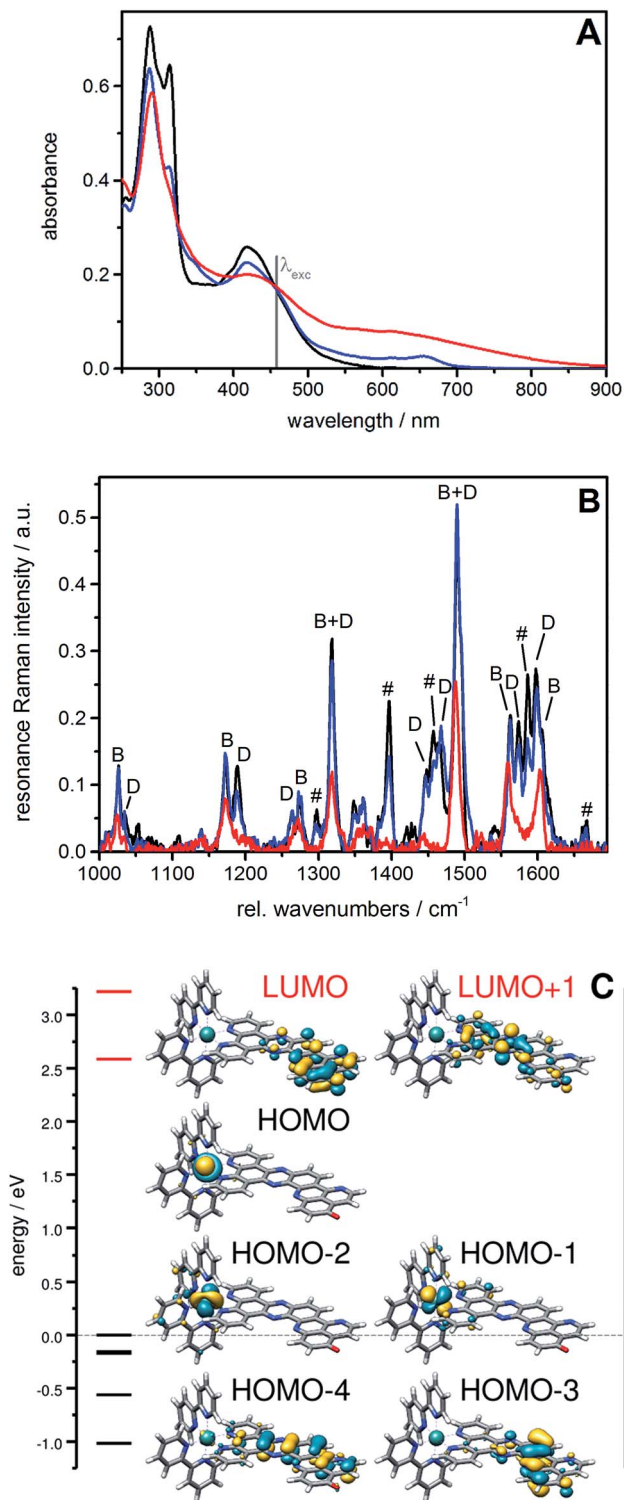 A
0.6
0.4
0.2
0.0
absorbance
λexc
300 400 500 600 700 800 900
wavelength / nm
B
0.5
0.4
0.3
0.2
0.1
0.0
resonance Raman intensity / a.u.
B D B D D B # B+D # D # D B+D B D # D B #
1000 1100 1200 1300 1400 1500 1600
rel. wavenumbers / cm-1
C
LUMO LUMO+1
HOMO
HOMO-2 HOMO-1
HOMO-4 HOMO-3
3.0
2.5
2.0
1.5
1.0
0.5
0.0
-0.5
-1.0
energy / eV